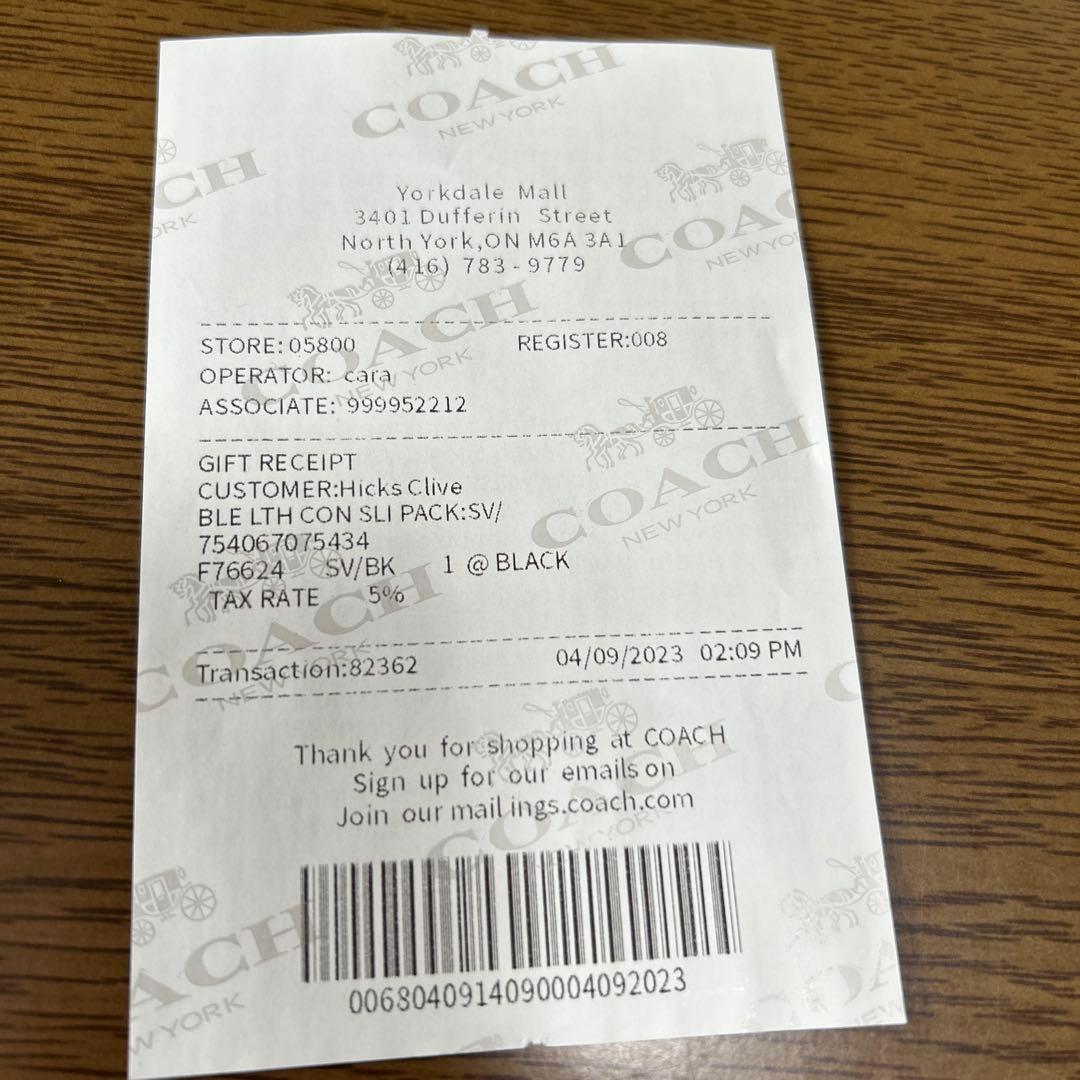 COACH
NEW YORK
Yorkdale Mall
3401 Dufferin Street
North York,ON M6A 3A1
(416) 783-9779
STORE:05800 REGISTER:008
OPERATOR: cara
ASSOCIATE: 999952212
GIFT RECEIPT
CUSTOMER:Hicks Clive
BLE LTH CON SLI PACK:SV/
754067075434
F76624 SV/BK 1 @ BLACK
TAX RATE 5%
Transaction:82362 04/09/2023 02:09 PM
Thank you for shopping at COACH
Sign up for our emails on
Join our mailings.coach.com
0068040914090004092023